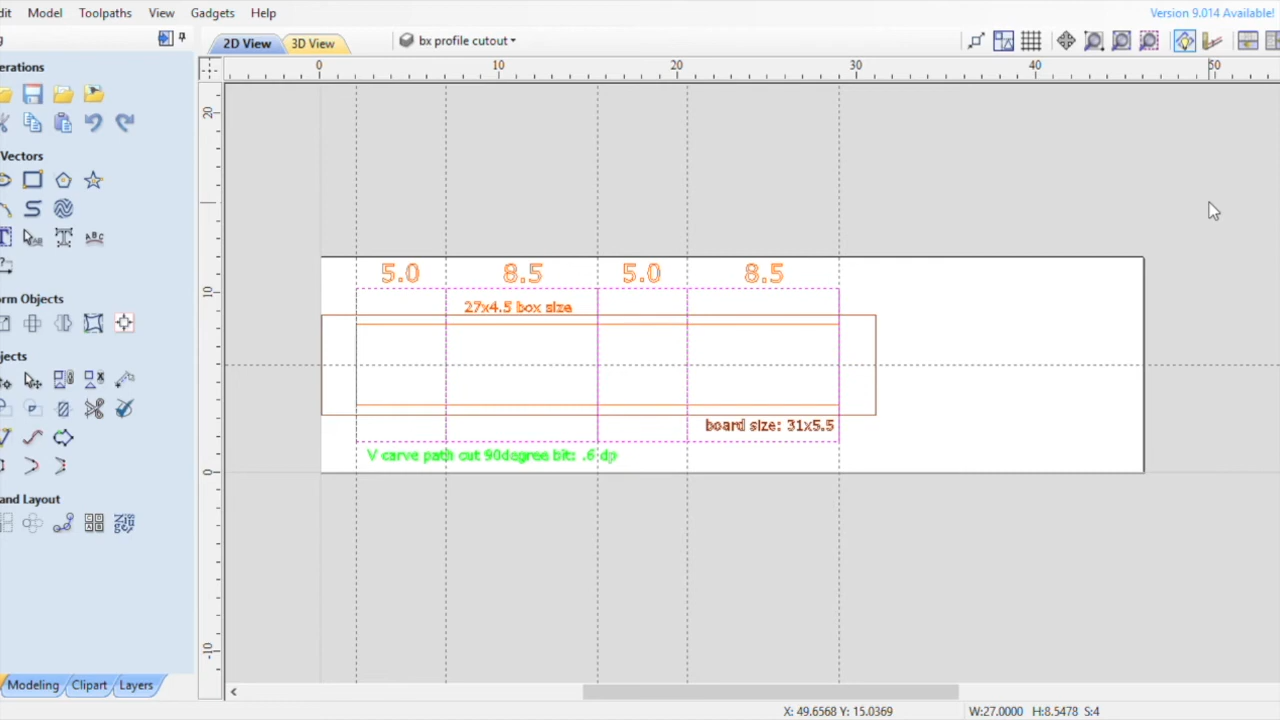 dit Model Toolpaths View Gadgets Help Version 9.014 Available!
g 2D View 3D View bx profile cutout
erations
0 10 20 30 40 50
20
10
0
-10
Vectors
ABC
orm Objects
jects
and Layout
5.0 8.5 5.0 8.5
27x4.5 box size
board size: 31x5.5
V carve path cut 90degree bit: .6 dp
Modeling Clipart Layers
X: 49.6568 Y: 15.0369 W:27.0000 H:8.5478 S:4